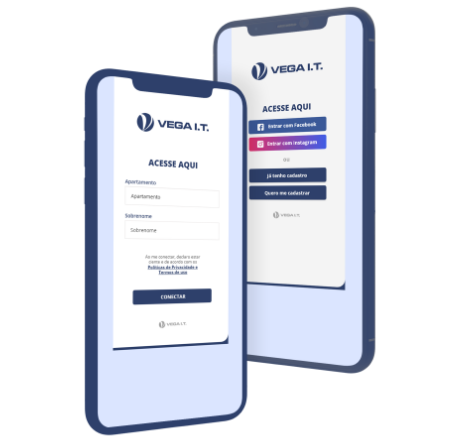 VEGA I.T.
ACESSE AQUI
Apartamento
Apartamento
Sobrenome
Sobrenome
Ao me conectar, declaro estar
ciente e de acordo com os
Políticas de Privacidade e
Termos de uso
CONECTAR
VEGA I.T.
VEGA I.T.
ACESSE AQUI
Entrar com Facebook
Entrar com Instagram
ou
Já tenho cadastro
Quero me cadastrar
VEGA I.T.